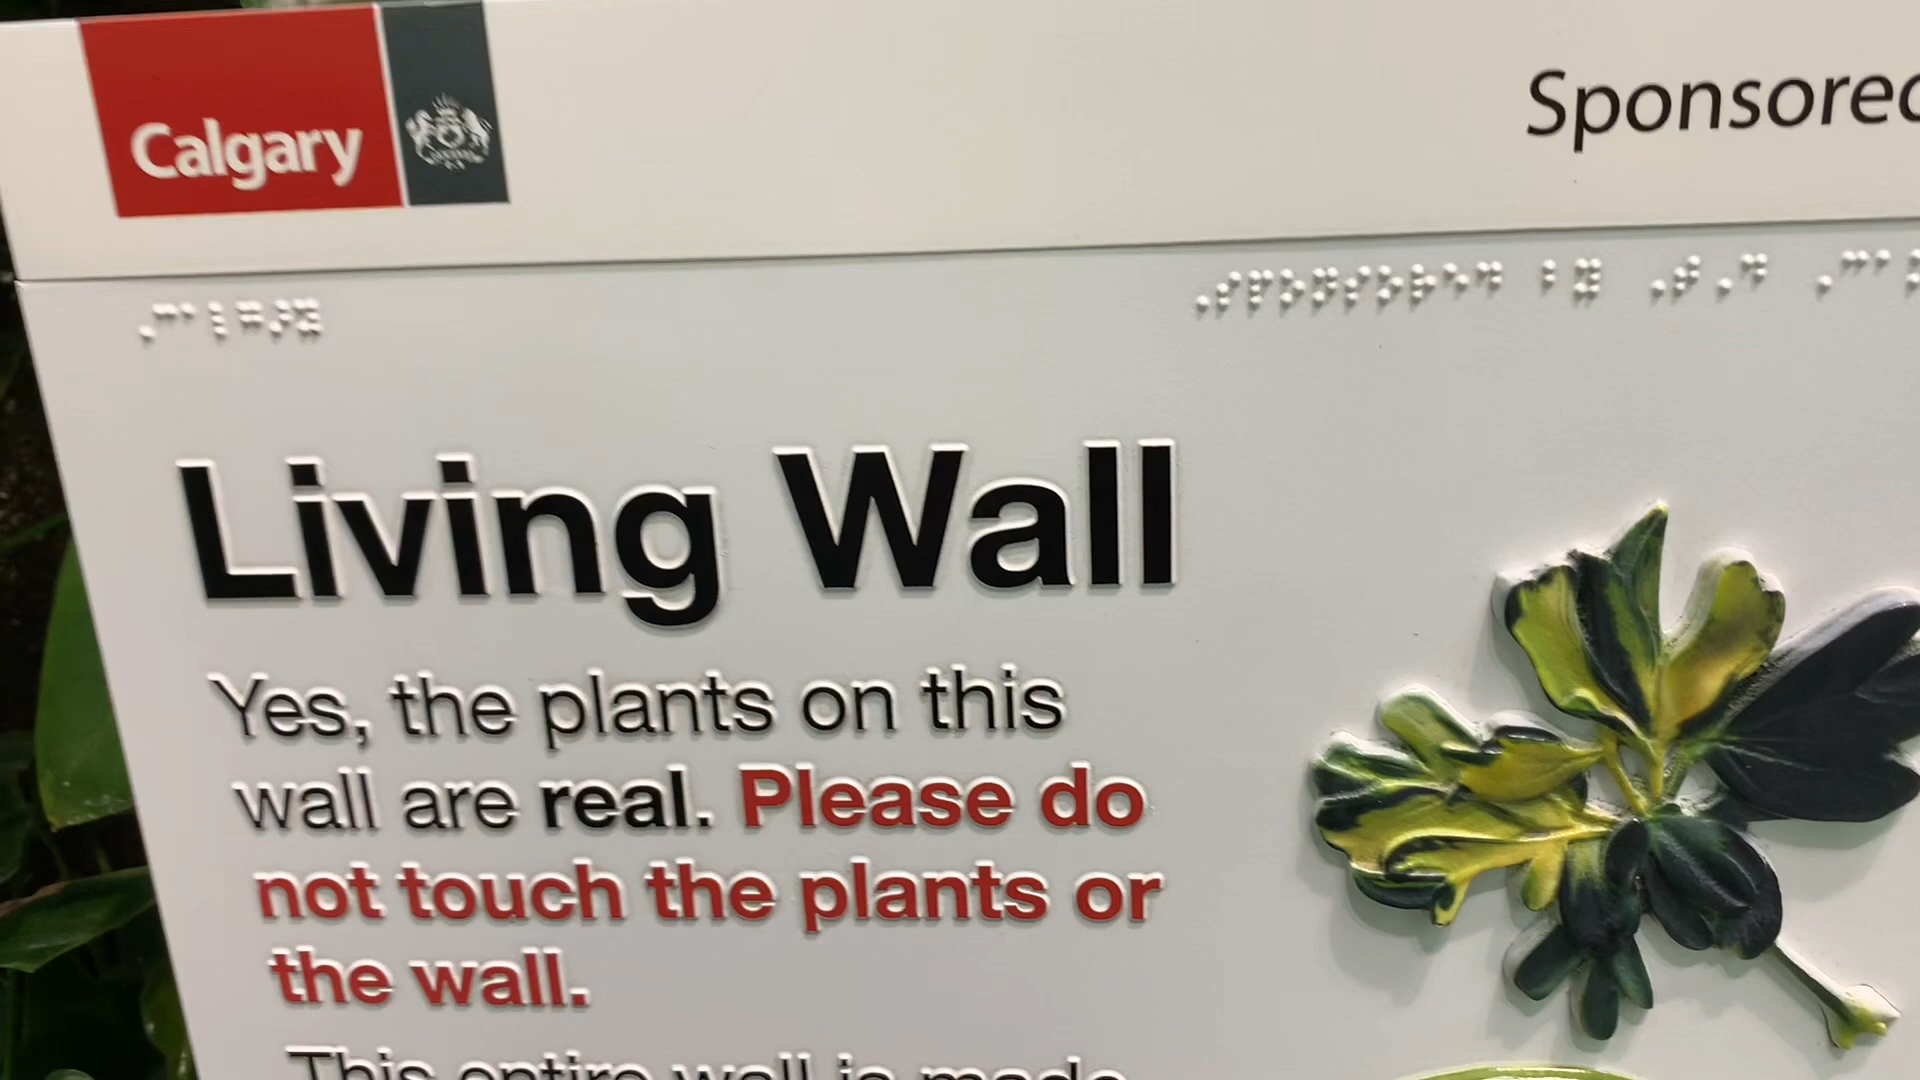 Calgary
Sponsored
Living Wall
Yes, the plants on this
wall are real. Please do
not touch the plants or
the wall.
This entire wall is made